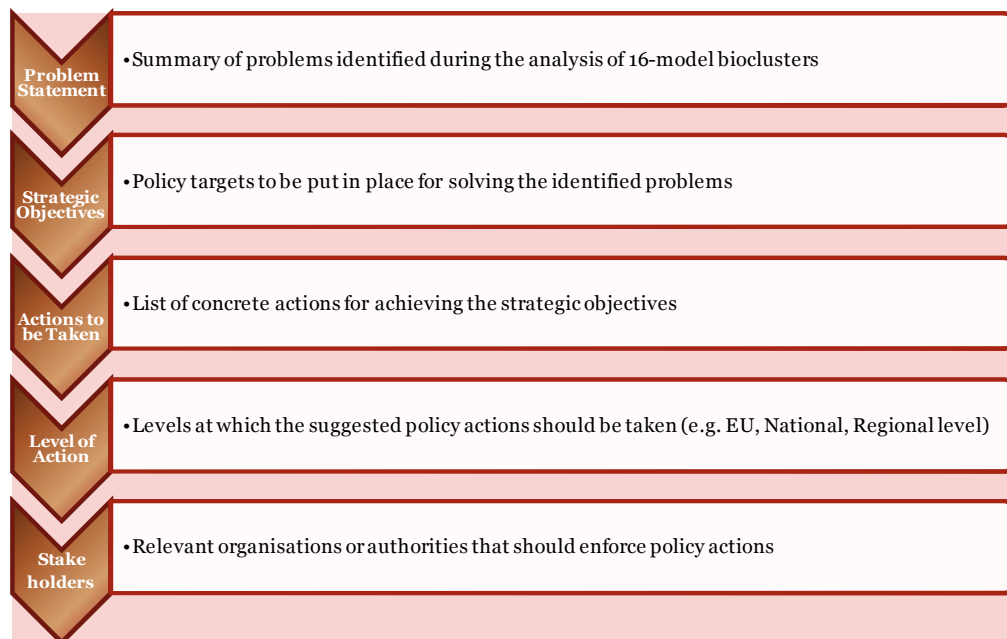 Problem
Statement
•Summary of problems identified during the analysis of 16-model bioclusters
Strategic
Objectives
•Policy targets to be put in place for solving the identified problems
Actions to
be Taken
•List of concrete actions for achieving the strategic objectives
Level of
Action
•Levels at which the suggested policy actions should be taken (e.g. EU, National, Regional level)
Stake
holders
•Relevant organisations or authorities that should enforce policy actions